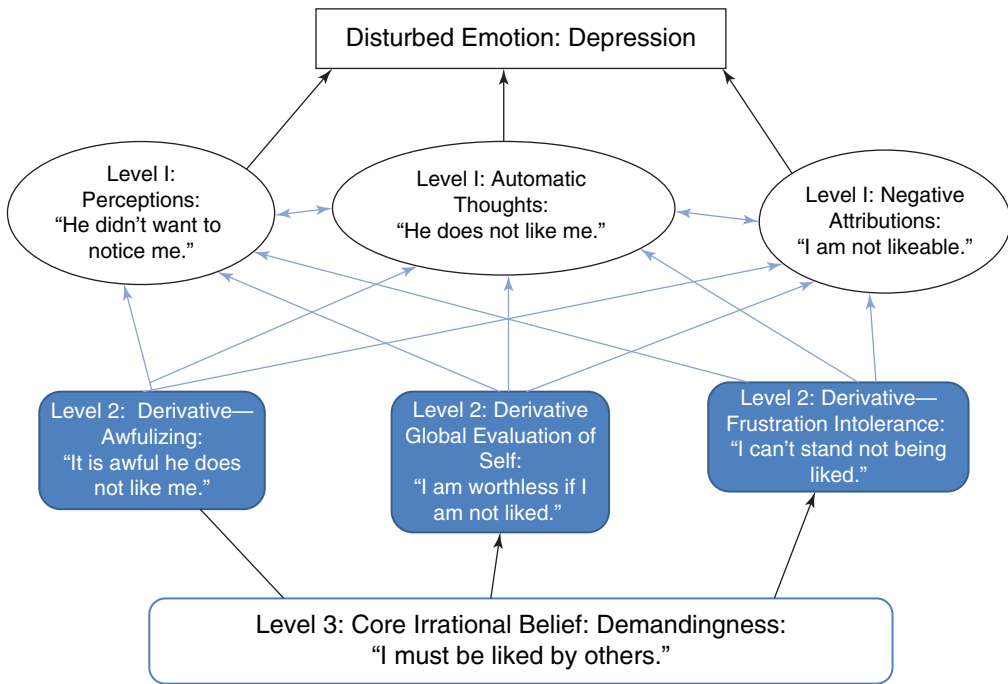 Disturbed Emotion: Depression
Level I:
Perceptions:
“He didn’t want to
notice me.”
Level I: Automatic
Thoughts:
“He does not like me.”
Level I: Negative
Attributions:
“I am not likeable.”
Level 2: Derivative—
Awfulizing:
“It is awful he does
not like me.”
Level 2: Derivative
Global Evaluation of
Self:
“I am worthless if I
am not liked.”
Level 2: Derivative—
Frustration Intolerance:
“I can’t stand not being
liked.”
Level 3: Core Irrational Belief: Demandingness:
“I must be liked by others.”